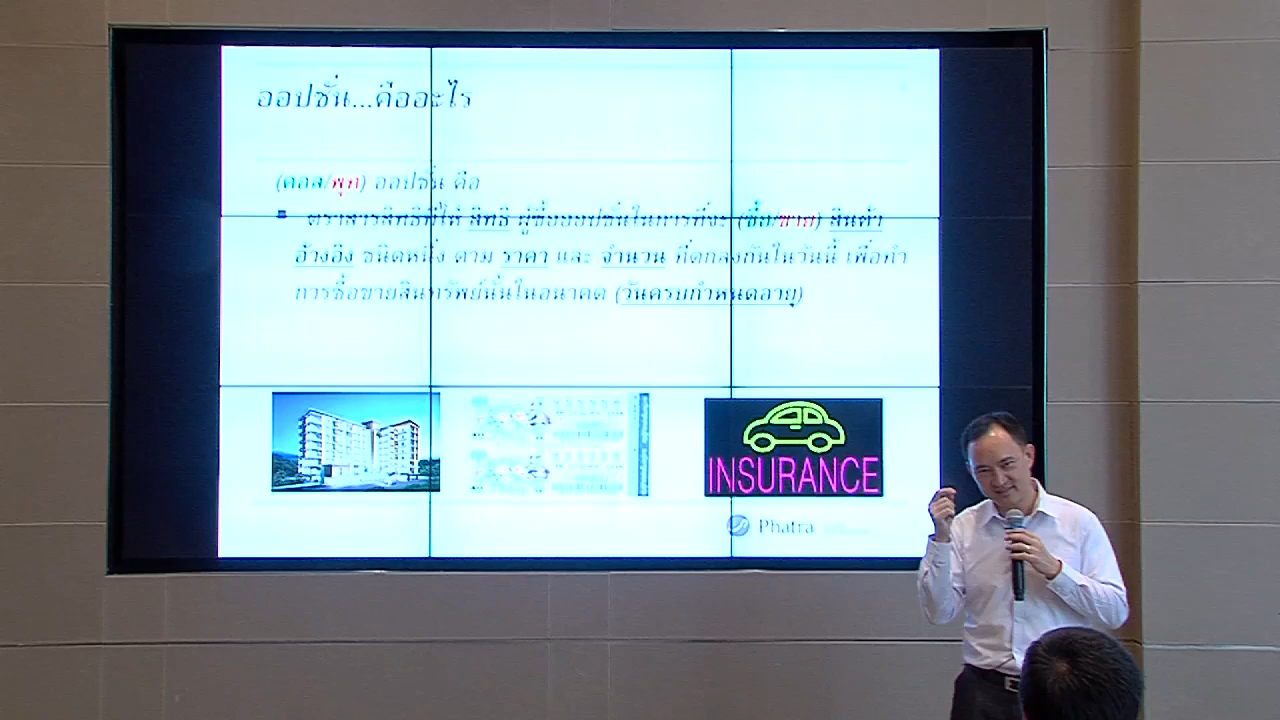 ออปชั่น...คืออะไร
(คอล/พุท) ออปชั่น คือ
▪ ตราสารสิทธิที่ให้ สิทธิ ผู้ซื้อออปชั่นในการที่จะ (ซื้อ/ขาย) สินค้า
อ้างอิง ชนิดหนึ่ง ตาม ราคา และ จำนวน ที่ตกลงกันในวันนี้ เพื่อทำ
การซื้อขายสินทรัพย์นั้นในอนาคต (วันครบกำหนดอายุ)
INSURANCE
Phatra